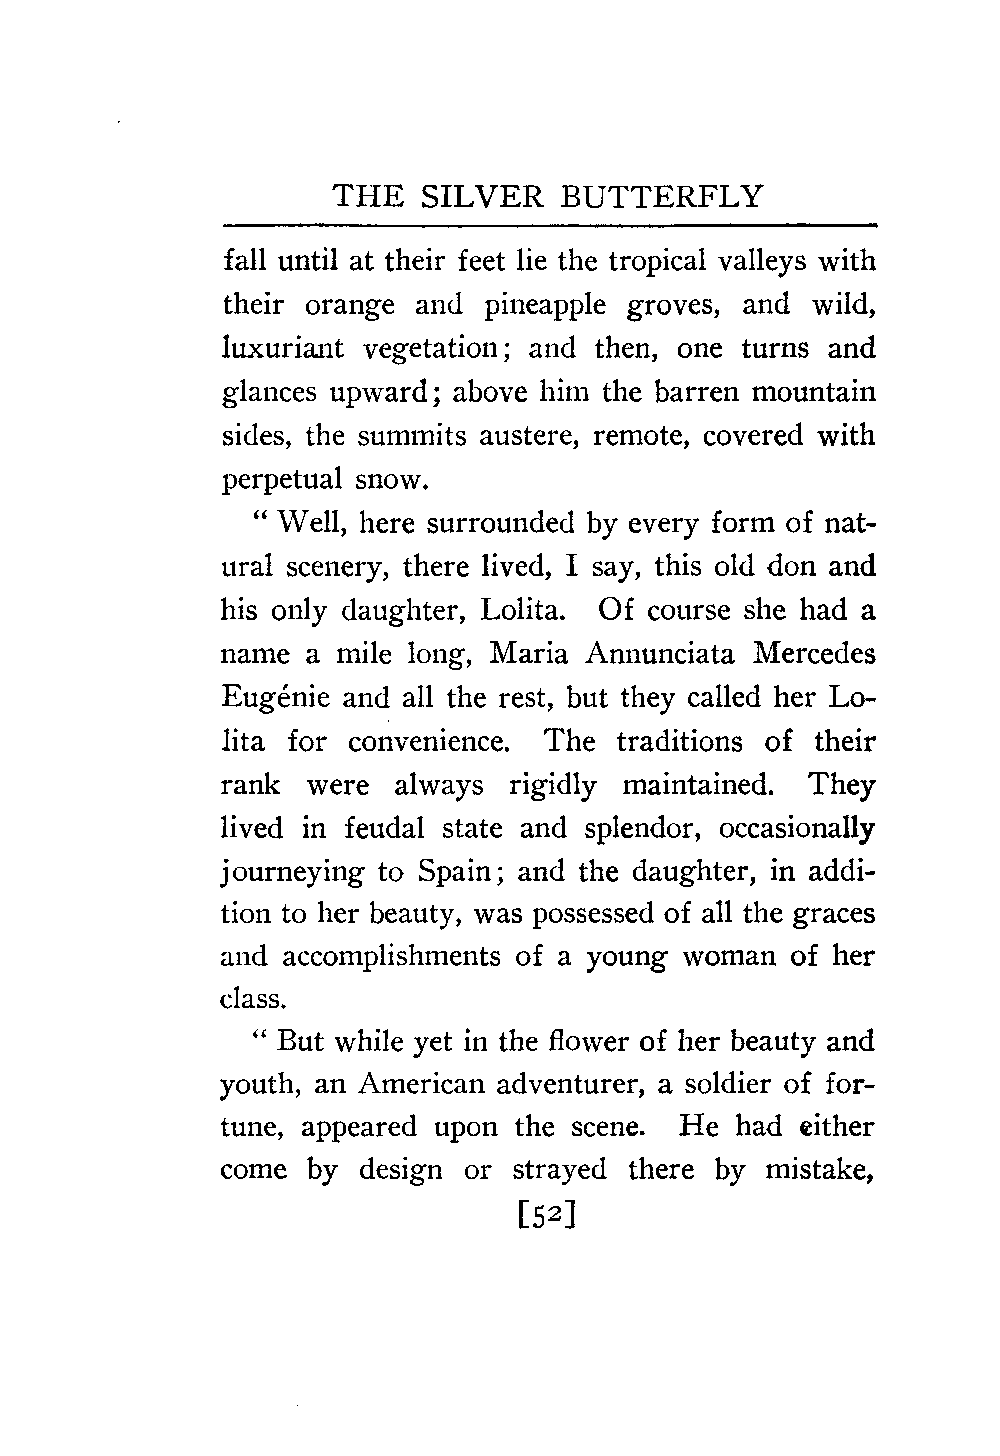 THE SILVER BUTTERFLY
fall until at their feet lie the tropical valleys with
their orange and pineapple groves, and wild,
luxuriant vegetation; and then, one turns and
glances upward; above him the barren mountain
sides, the summits austere, remote, covered with
perpetual snow.
“ Well, here surrounded by every form of nat-
ural scenery, there lived, I say, this old don and
his only daughter, Lolita. Of course she had a
name a mile long, Maria Annunciata Mercedes
Eugénie and all the rest, but they called her Lo-
lita for convenience. The traditions of their
rank were always rigidly maintained. They
lived in feudal state and splendor, occasionally
journeying to Spain; and the daughter, in addi-
tion to her beauty, was possessed of all the graces
and accomplishments of a young woman of her
class.
“ But while yet in the flower of her beauty and
youth, an American adventurer, a soldier of for-
tune, appeared upon the scene. He had either
come by design or strayed there by mistake,
[52]